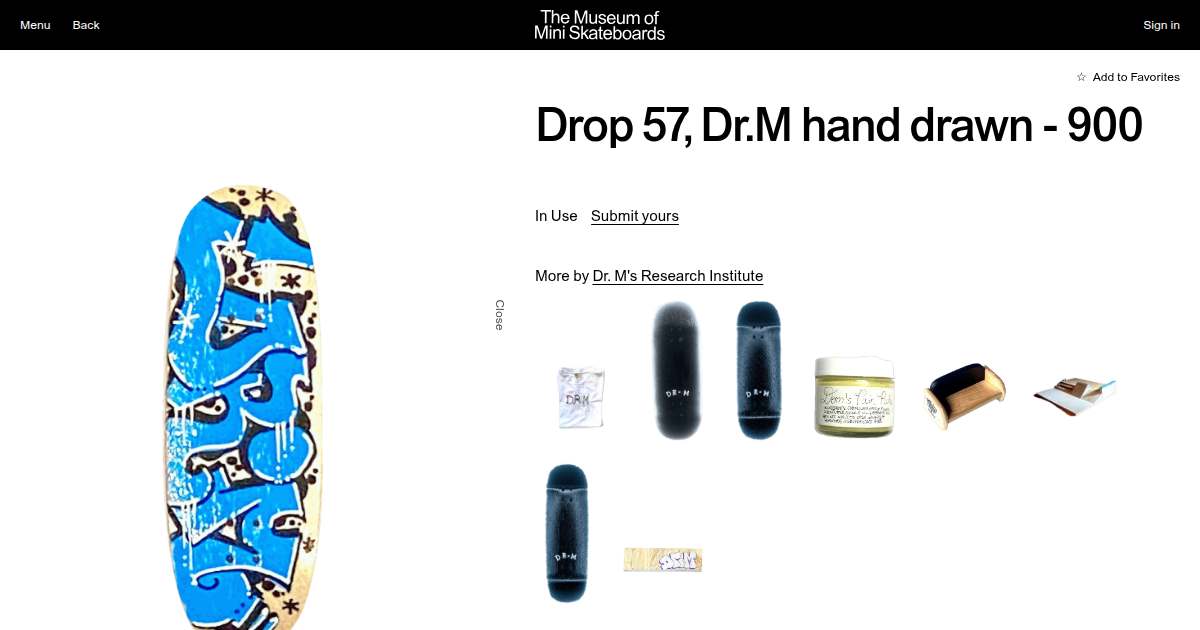 Menu
Back
The Museum of
Mini Skateboards
Sign in
☆ Add to Favorites
Drop 57, Dr.M hand drawn - 900
In Use
Submit yours
More by Dr. M's Research Institute
Close
DR.M
DR•M
DR•M
DR•M